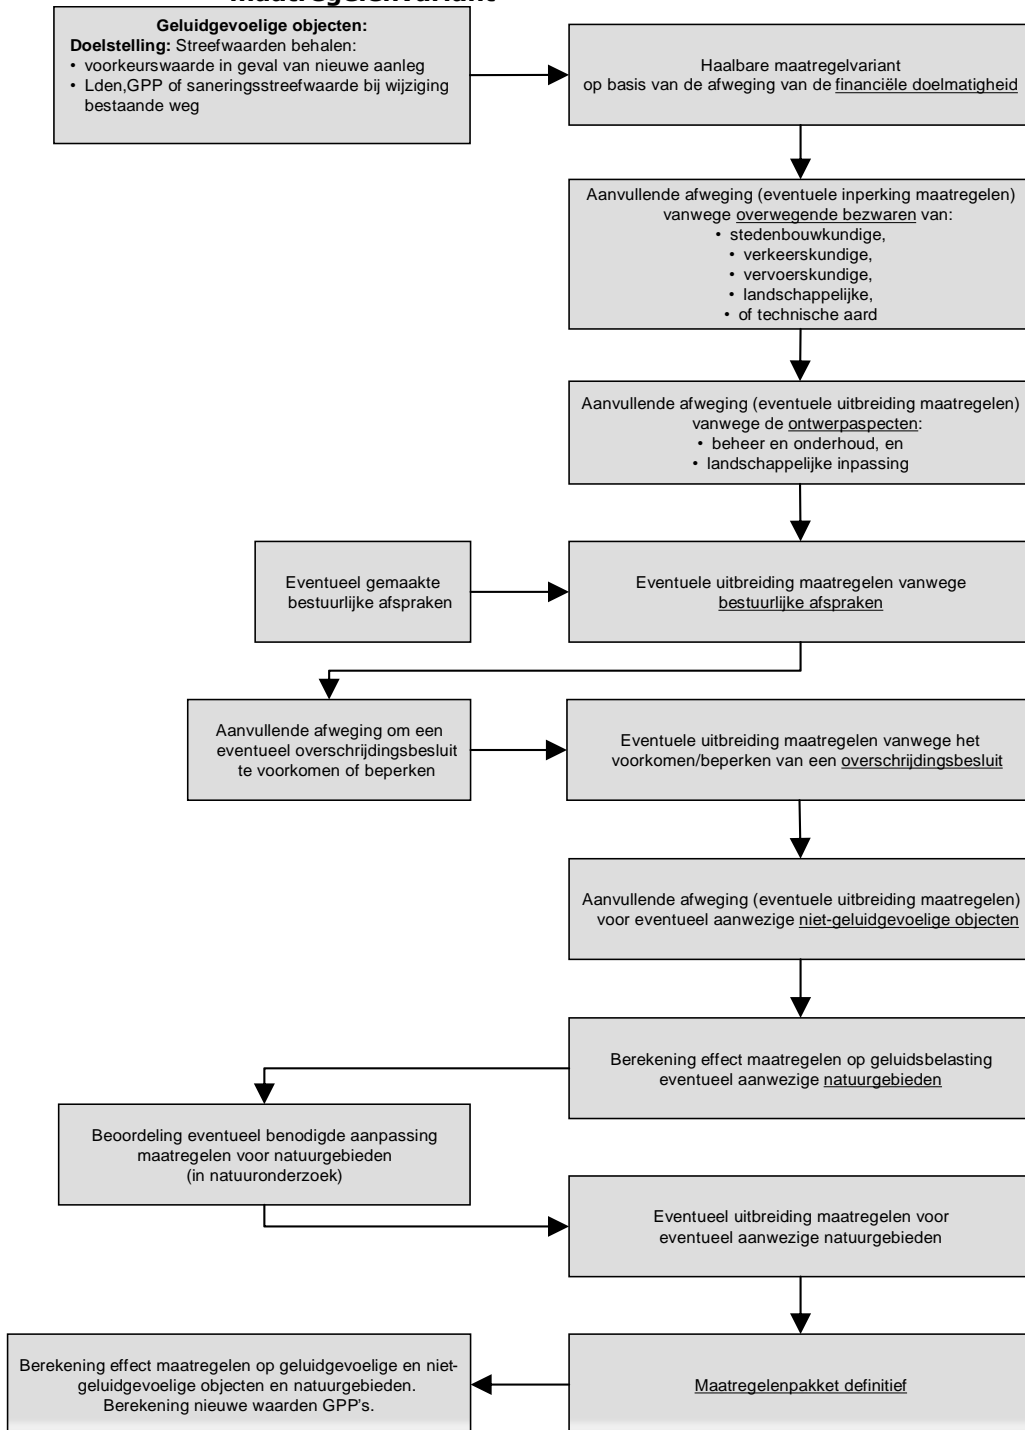 maatregelenvariant
Geluidgevoelige objecten:
Doelstelling: Streefwaarden behalen:
• voorkeurswaarde in geval van nieuwe aanleg
• Lden,GPP of saneringsstreefwaarde bij wijziging
bestaande weg
Haalbare maatregelvariant
op basis van de afweging van de financiële doelmatigheid
Aanvullende afweging (eventuele inperking maatregelen)
vanwege overwegende bezwaren van:
• stedenbouwkundige,
• verkeerskundige,
• vervoerskundige,
• landschappelijke,
• of technische aard
Aanvullende afweging (eventuele uitbreiding maatregelen)
vanwege de ontwerpaspecten:
• beheer en onderhoud, en
• landschappelijke inpassing
Eventueel gemaakte
bestuurlijke afspraken
Eventuele uitbreiding maatregelen vanwege
bestuurlijke afspraken
Aanvullende afweging om een
eventueel overschrijdingsbesluit
te voorkomen of beperken
Eventuele uitbreiding maatregelen vanwege het
voorkomen/beperken van een overschrijdingsbesluit
Aanvullende afweging (eventuele uitbreiding maatregelen)
voor eventueel aanwezige niet-geluidgevoelige objecten
Berekening effect maatregelen op geluidsbelasting
eventueel aanwezige natuurgebieden
Beoordeling eventueel benodigde aanpassing
maatregelen voor natuurgebieden
(in natuuronderzoek)
Eventueel uitbreiding maatregelen voor
eventueel aanwezige natuurgebieden
Berekening effect maatregelen op geluidgevoelige en niet-
geluidgevoelige objecten en natuurgebieden.
Berekening nieuwe waarden GPP's.
Maatregelenpakket definitief